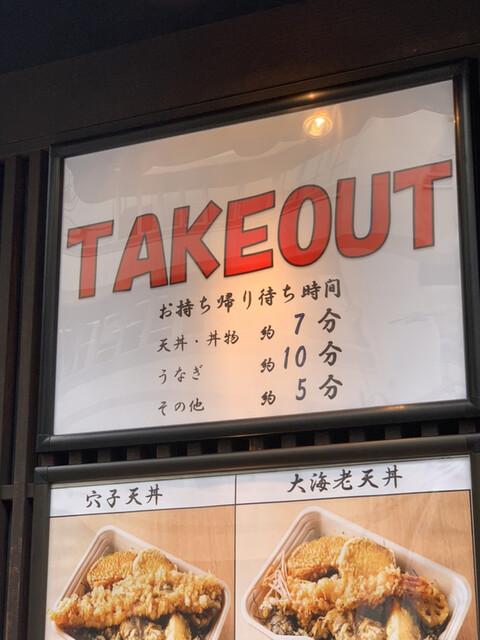 TAKEOUT
お持ち帰り待ち時間
天丼・丼物 約 7 分
うなぎ 約 10 分
その他 約 5 分
穴子天丼
大海老天丼